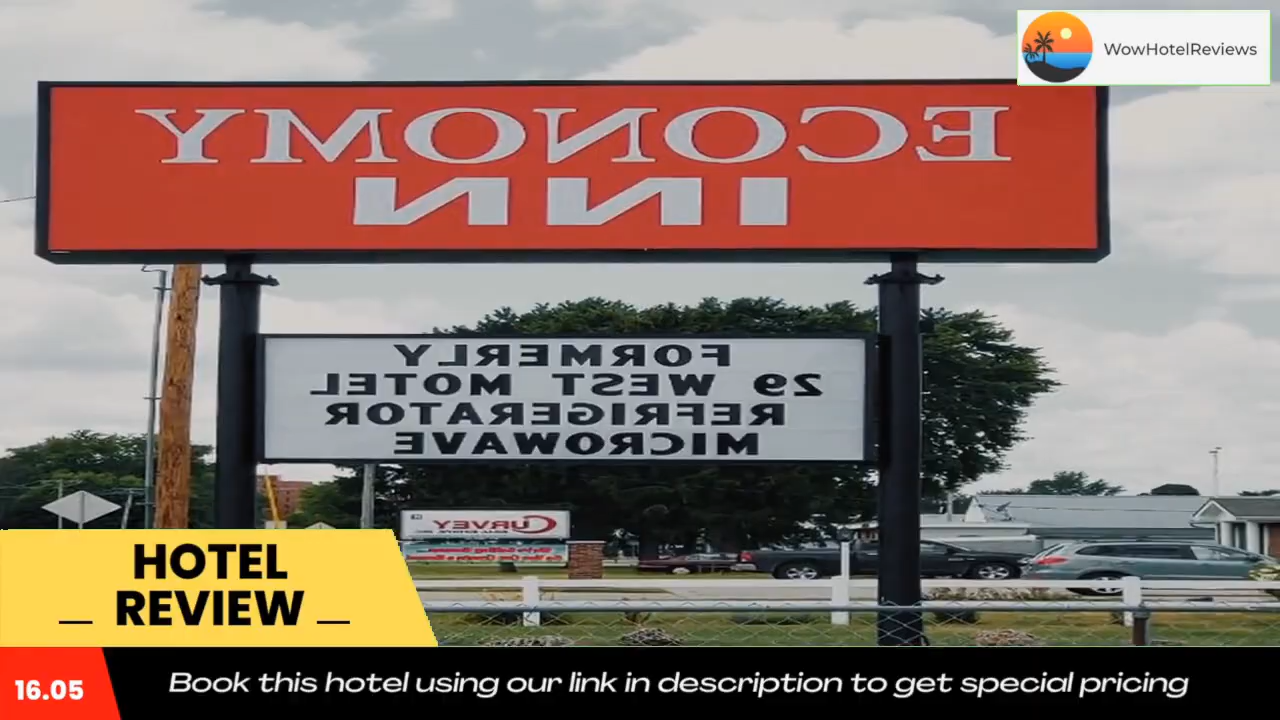 WowHotelReviews
ECONOMY
INN
FORMERLY
29 WEST MOTEL
REFRIGERATOR
MICROWAVE
CURVEY
HOTEL
REVIEW
16.05
Book this hotel using our link in description to get special pricing